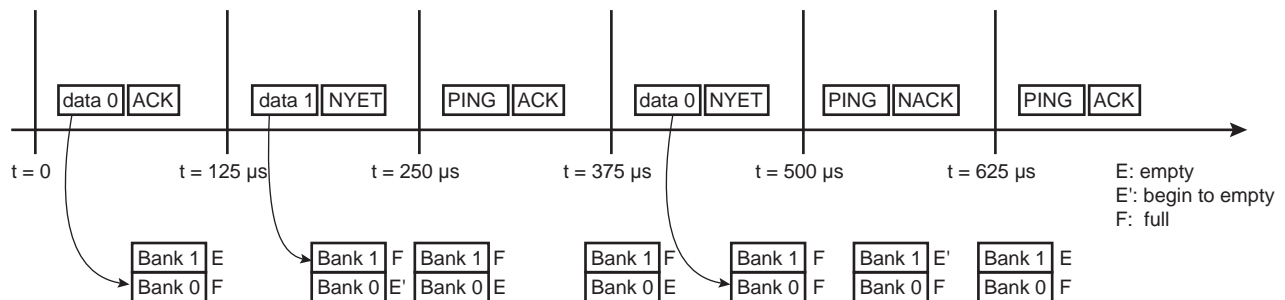 data 0 ACK data 1 NYET PING ACK data 0 NYET PING NACK PING ACK
t = 0 t = 125 µs t = 250 µs t = 375 µs t = 500 µs t = 625 µs
E: empty
E': begin to empty
F: full
Bank 1 E Bank 1 F Bank 1 F Bank 1 F Bank 1 F Bank 1 E' Bank 1 E
Bank 0 F Bank 0 E' Bank 0 E Bank 0 E Bank 0 F Bank 0 F Bank 0 F